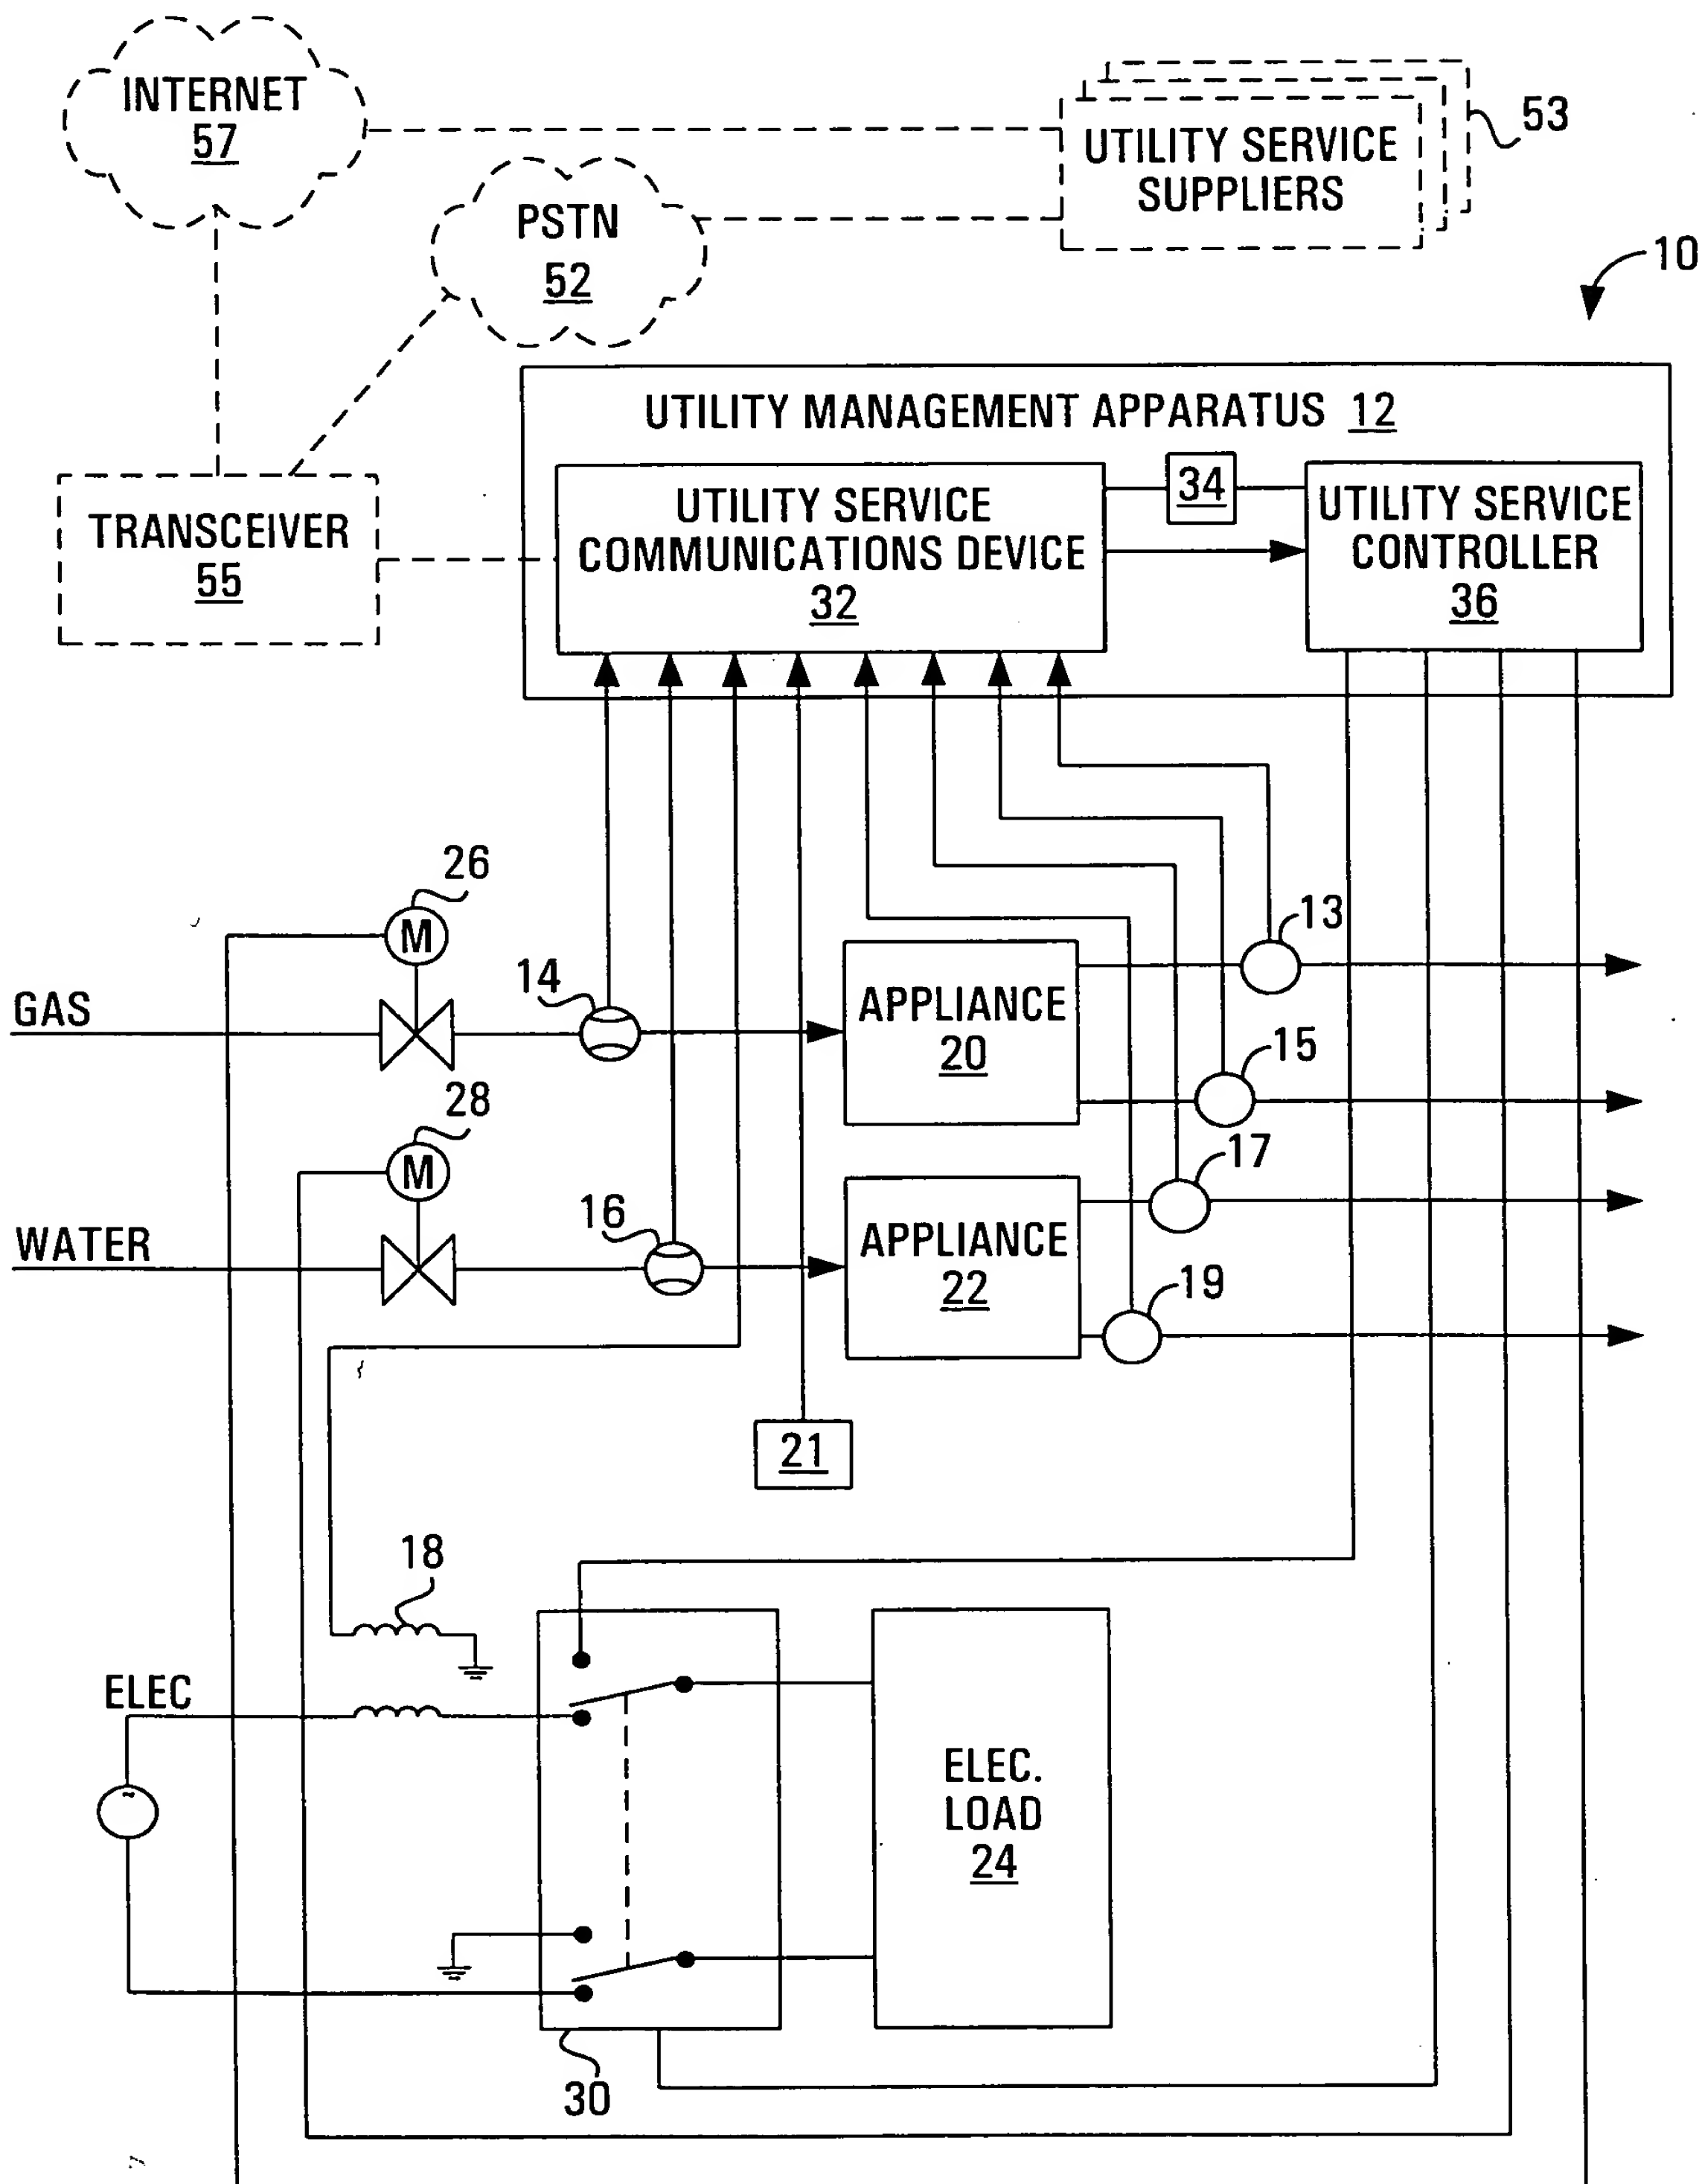 INTERNET
57
UTILITY SERVICE
SUPPLIERS
53
PSTN
52
10
UTILITY MANAGEMENT APPARATUS 12
UTILITY SERVICE
COMMUNICATIONS DEVICE
32
34
UTILITY SERVICE
CONTROLLER
36
TRANSCEIVER
55
26
M
GAS
14
APPLIANCE
20
13
15
28
M
WATER
16
APPLIANCE
22
17
19
21
18
ELEC
~
ELEC.
LOAD
24
30